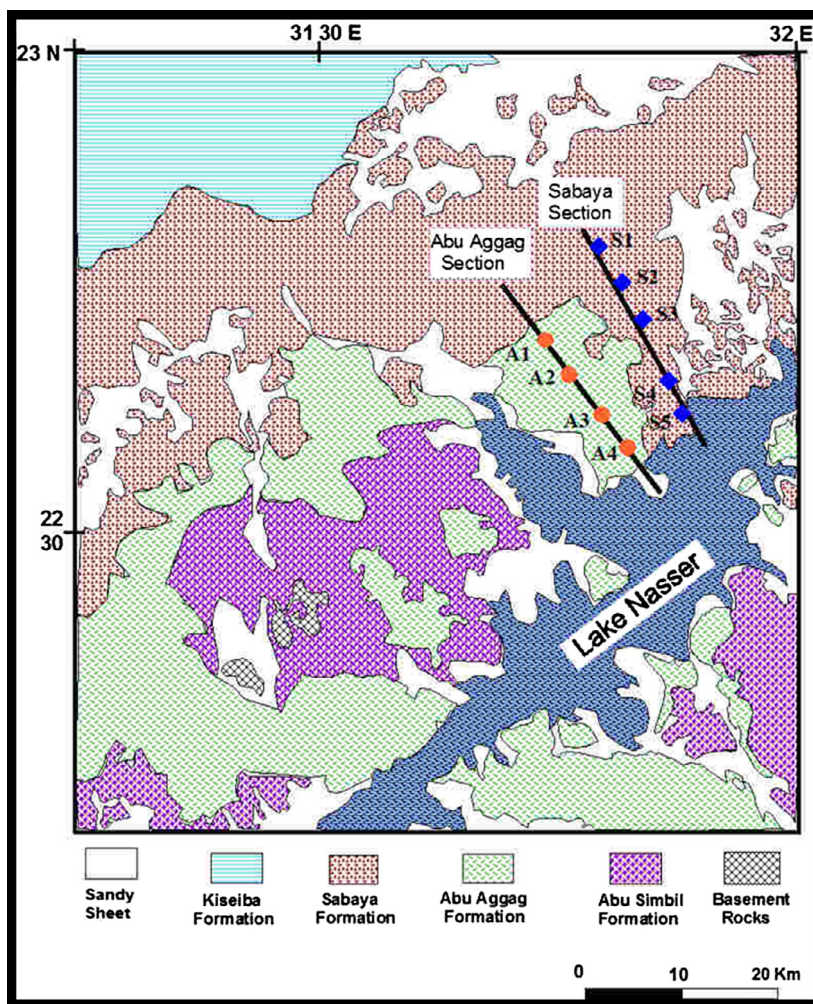 31 30 E
32 E
23 N
Sabaya
Section
S1
Abu Aggag
Section
S2
S3
A1
A2
S4
A3
S5
A4
22
30
Lake Nasser
Sandy
Sheet
Kiseiba
Formation
Sabaya
Formation
Abu Aggag
Formation
Abu Simbil
Formation
Basement
Rocks
0
10
20 Km